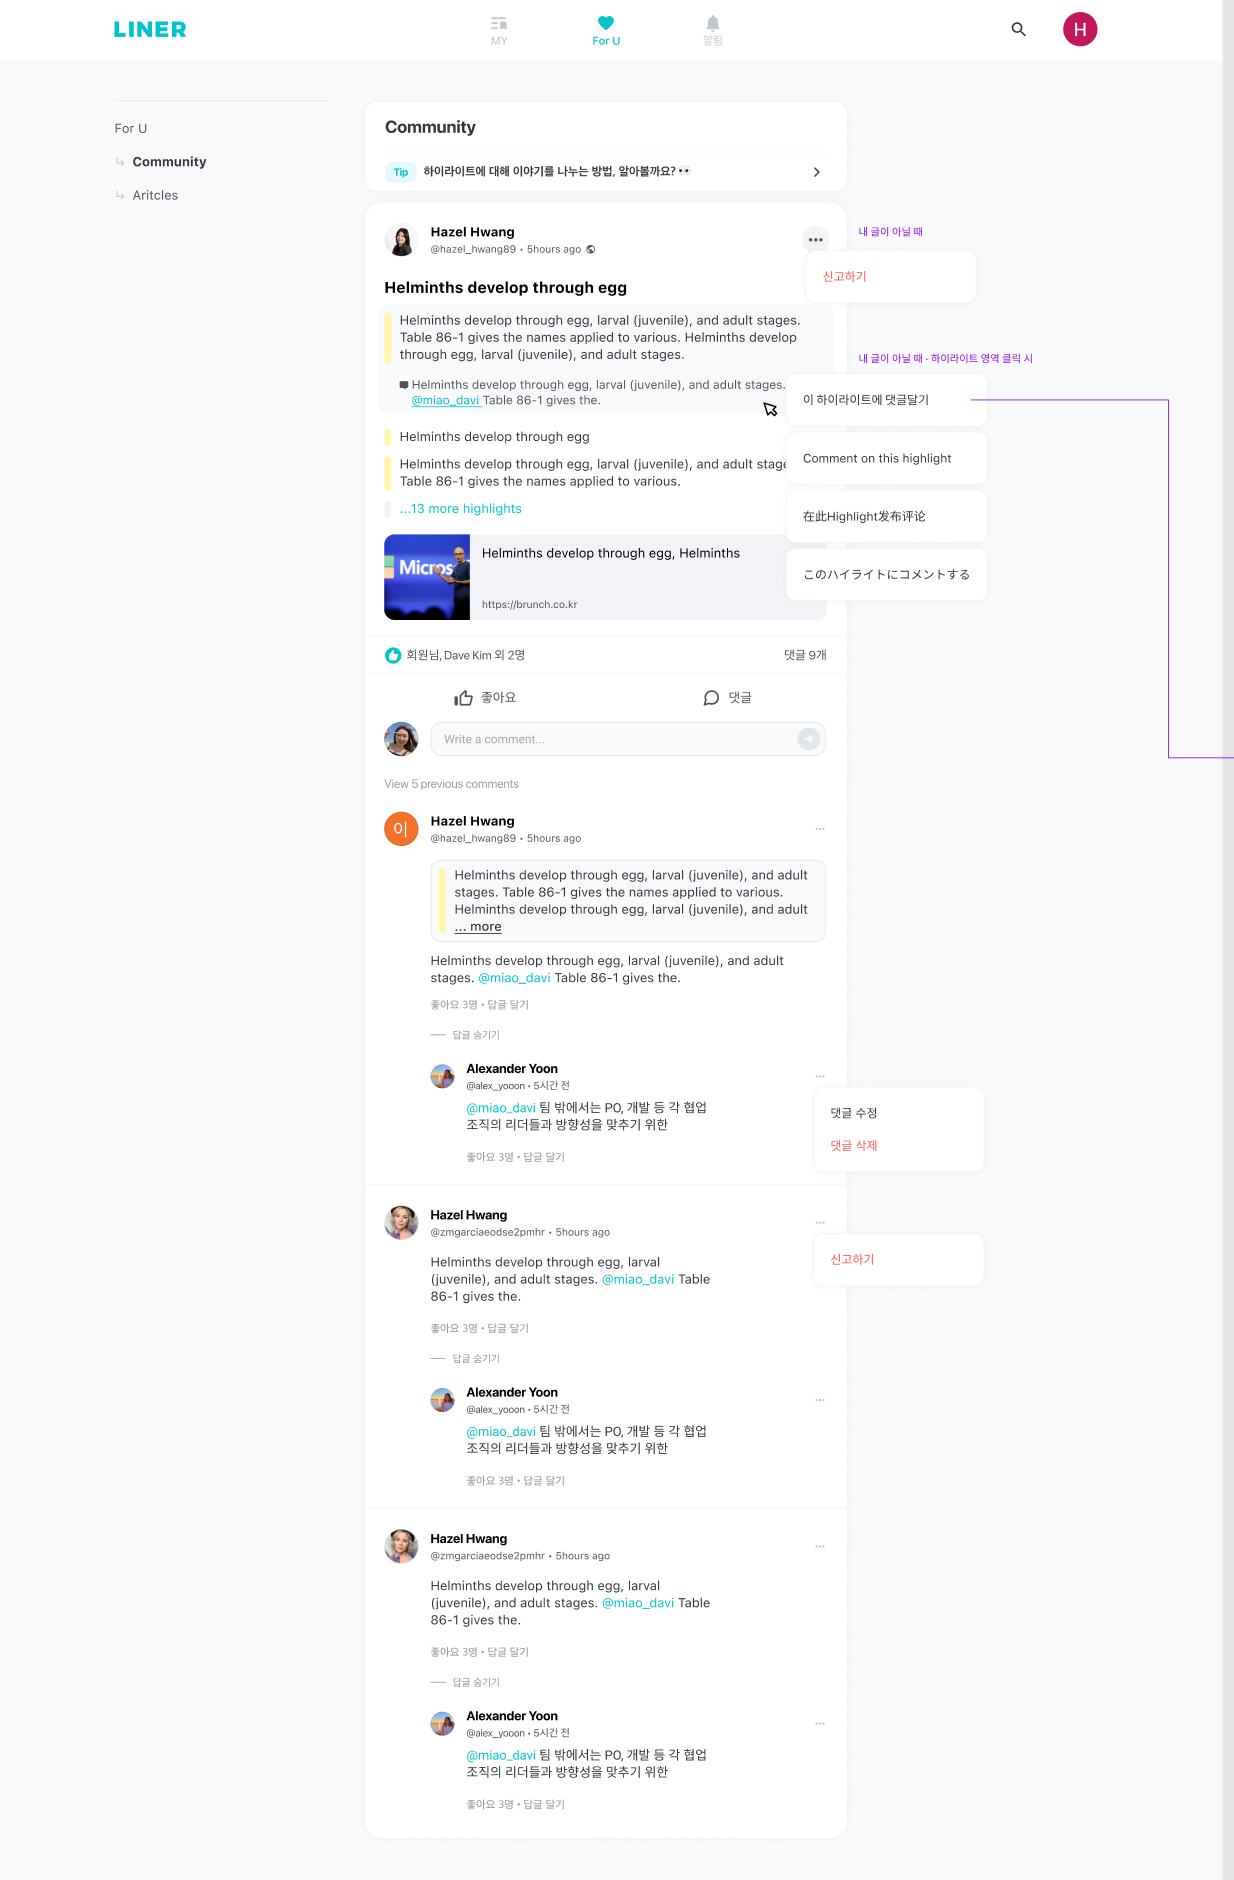 LINER
MY
For U
알림
H
For U
Community
Aritcles
Community
Tip 하이라이트에 대해 이야기를 나누는 방법, 알아볼까요? 👀
Hazel Hwang
@hazel_hwang89 • 5hours ago
내 글이 아닐 때
신고하기
Helminths develop through egg
Helminths develop through egg, larval (juvenile), and adult stages.
Table 86-1 gives the names applied to various. Helminths develop
through egg, larval (juvenile), and adult stages.
Helminths develop through egg, larval (juvenile), and adult stages.
@miao_davi Table 86-1 gives the.
내 글이 아닐 때 - 하이라이트 영역 클릭 시
이 하이라이트에 댓글달기
Comment on this highlight
在此Highlight发布评论
このハイライトにコメントする
Helminths develop through egg
Helminths develop through egg, larval (juvenile), and adult stage
Table 86-1 gives the names applied to various.
...13 more highlights
Micros
Helminths develop through egg, Helminths
https://brunch.co.kr
회원님, Dave Kim 외 2명
댓글 9개
좋아요
댓글
Write a comment...
View 5 previous comments
이
Hazel Hwang
@hazel_hwang89 • 5hours ago
Helminths develop through egg, larval (juvenile), and adult
stages. Table 86-1 gives the names applied to various.
Helminths develop through egg, larval (juvenile), and adult
... more
Helminths develop through egg, larval (juvenile), and adult
stages. @miao_davi Table 86-1 gives the.
좋아요 3명 • 답글 달기
답글 숨기기
Alexander Yoon
@alex_yooon • 5시간 전
@miao_davi 팀 밖에서는 PO, 개발 등 각 협업
조직의 리더들과 방향성을 맞추기 위한
좋아요 3명 • 답글 달기
댓글 수정
댓글 삭제
Hazel Hwang
@zmgarciaeodse2pmhr • 5hours ago
신고하기
Helminths develop through egg, larval
(juvenile), and adult stages. @miao_davi Table
86-1 gives the.
좋아요 3명 • 답글 달기
답글 숨기기
Alexander Yoon
@alex_yooon • 5시간 전
@miao_davi 팀 밖에서는 PO, 개발 등 각 협업
조직의 리더들과 방향성을 맞추기 위한
좋아요 3명 • 답글 달기
Hazel Hwang
@zmgarciaeodse2pmhr • 5hours ago
Helminths develop through egg, larval
(juvenile), and adult stages. @miao_davi Table
86-1 gives the.
좋아요 3명 • 답글 달기
답글 숨기기
Alexander Yoon
@alex_yooon • 5시간 전
@miao_davi 팀 밖에서는 PO, 개발 등 각 협업
조직의 리더들과 방향성을 맞추기 위한
좋아요 3명 • 답글 달기